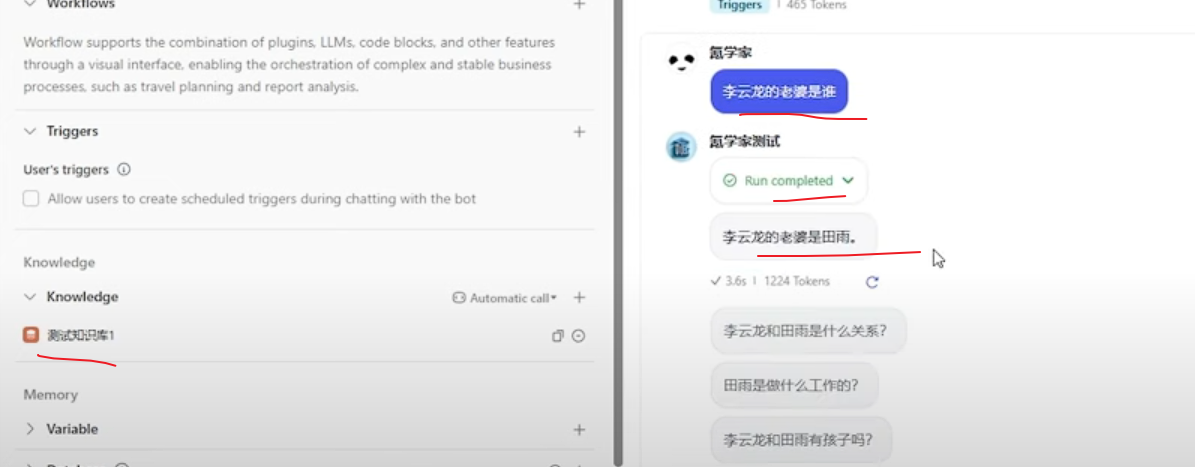 Workflows
Workflow supports the combination of plugins, LLMs, code blocks, and other features
through a visual interface, enabling the orchestration of complex and stable business
processes, such as travel planning and report analysis.
Triggers
User's triggers
Allow users to create scheduled triggers during chatting with the bot
Knowledge
Knowledge
Automatic call
测试知识库1
Memory
Variable
Triggers | 465 Tokens
氪学家
李云龙的老婆是谁
氪学家测试
Run completed
李云龙的老婆是田雨。
3.6s | 1224 Tokens
李云龙和田雨是什么关系?
田雨是做什么工作的?
李云龙和田雨有孩子吗?